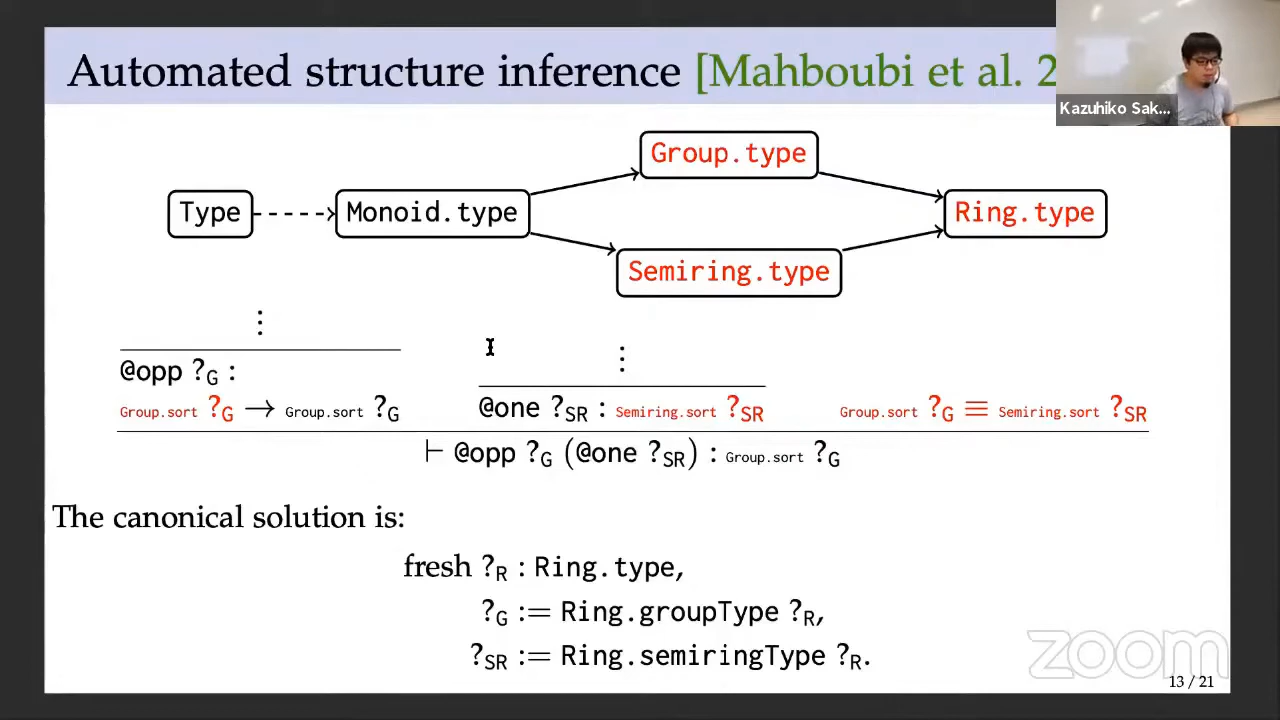 Automated structure inference [Mahboubi et al. 2
Kazuhiko Sak...
Group.type
Type
Monoid.type
Ring.type
Semiring.type
⋮
⋮
@opp ?G :
Group.sort ?G → Group.sort ?G
@one ?SR : Semiring.sort ?SR
Group.sort ?G ≡ Semiring.sort ?SR
⊢ @opp ?G (@one ?SR) : Group.sort ?G
The canonical solution is:
fresh ?R : Ring.type,
?G := Ring.groupType ?R,
?SR := Ring.semiringType ?R.
zoom
13 / 21